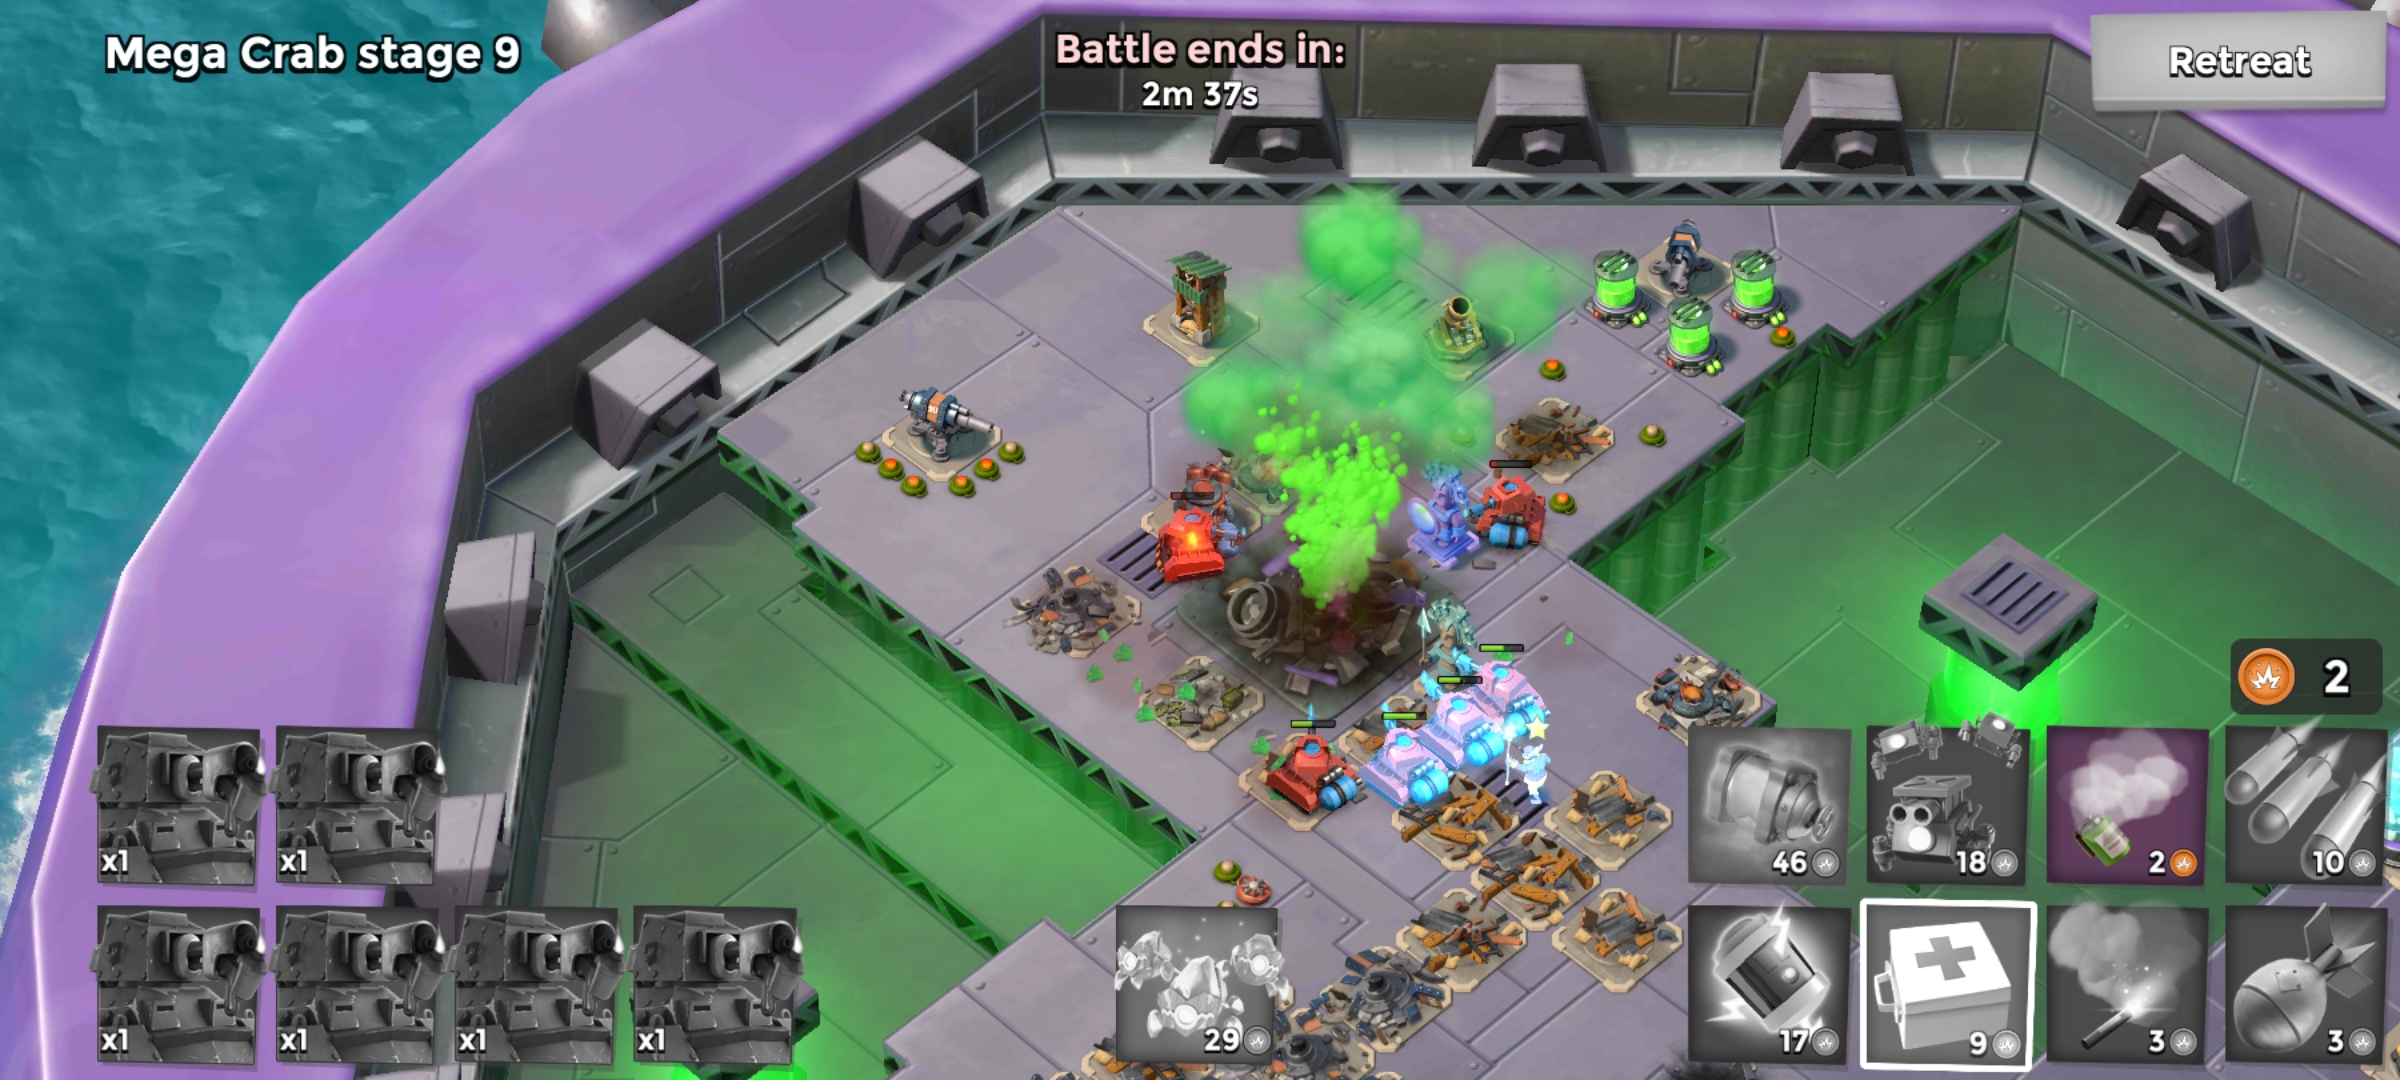 Mega Crab stage 9
Battle ends in:
2m 37s
Retreat
2
46
18
2
10
x1
x1
x1
x1
x1
x1
29
17
9
3
3